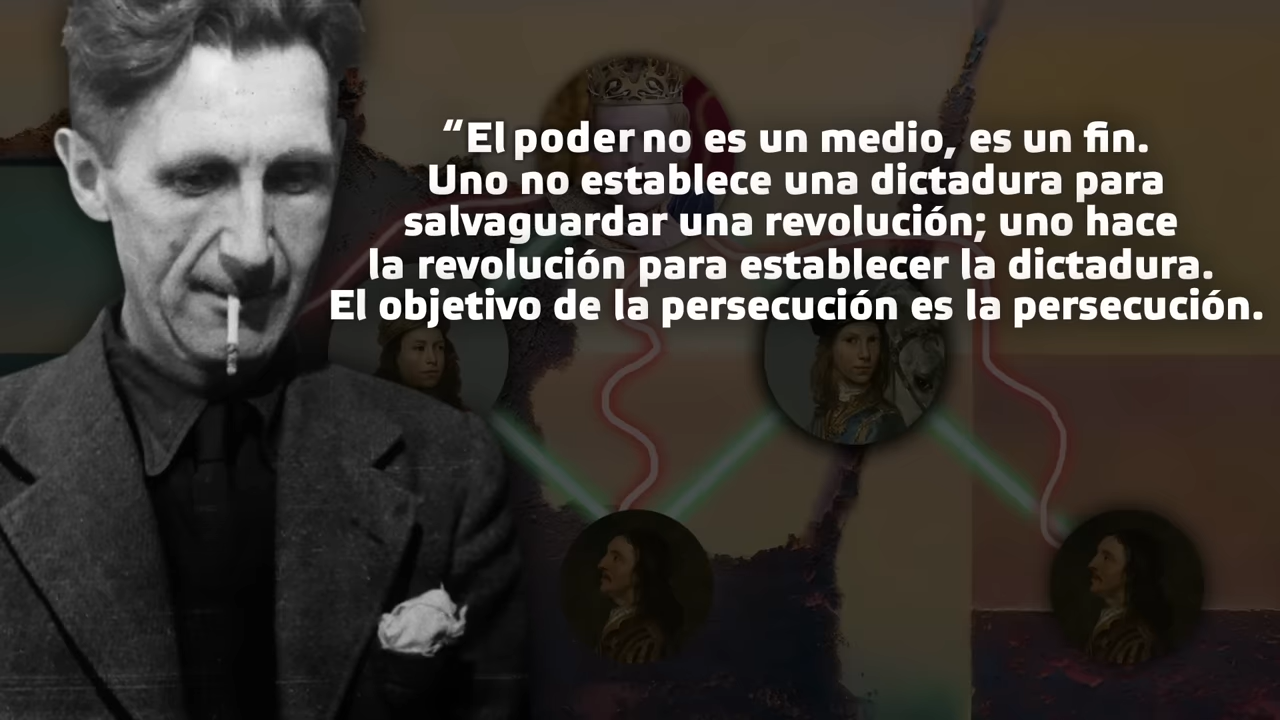 “El poder no es un medio, es un fin.
Uno no establece una dictadura para
salvaguardar una revolución; uno hace
la revolución para establecer la dictadura.
El objetivo de la persecución es la persecución.